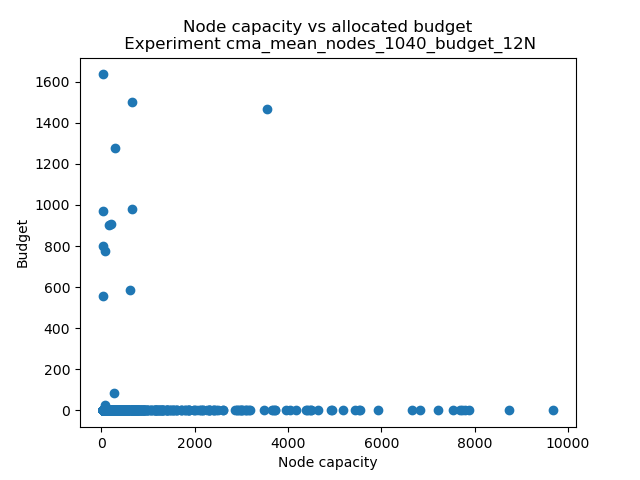 Node capacity vs allocated budget
Experiment cma_mean_nodes_1040_budget_12N
1600
1400
1200
1000
800
600
400
200
0
Budget
0 2000 4000 6000 8000 10000
Node capacity